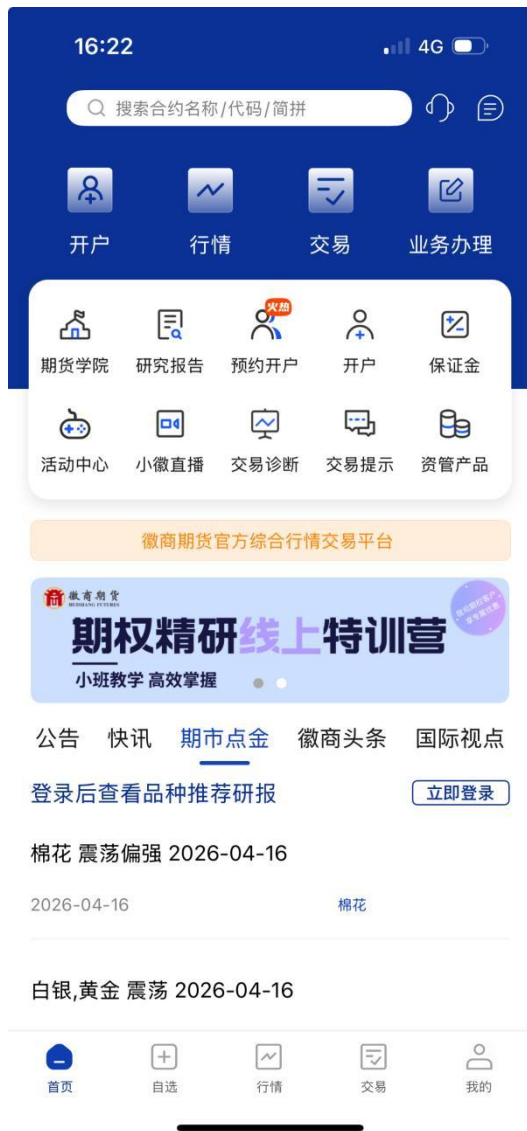 16:22
4G
搜索合约名称/代码/简拼
开户 行情 交易 业务办理
火热
期货学院 研究报告 预约开户 开户 保证金
活动中心 小徽直播 交易诊断 交易提示 资管产品
徽商期货官方综合行情交易平台
徽商期货
HUISHANG FUTURES
期权精研线上特训营
小班教学 高效掌握
公告 快讯 期市点金 徽商头条 国际视点
登录后查看品种推荐研报 立即登录
棉花 震荡偏强 2026-04-16
2026-04-16 棉花
白银,黄金 震荡 2026-04-16
首页 自选 行情 交易 我的